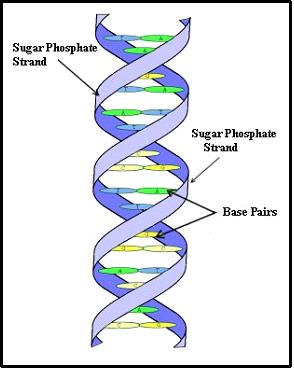 Sugar Phosphate
Strand
T A
A
G
T A
A T
T
C
C G
Sugar Phosphate
Strand
T A
Base Pairs
G
G C
A T
A
C G